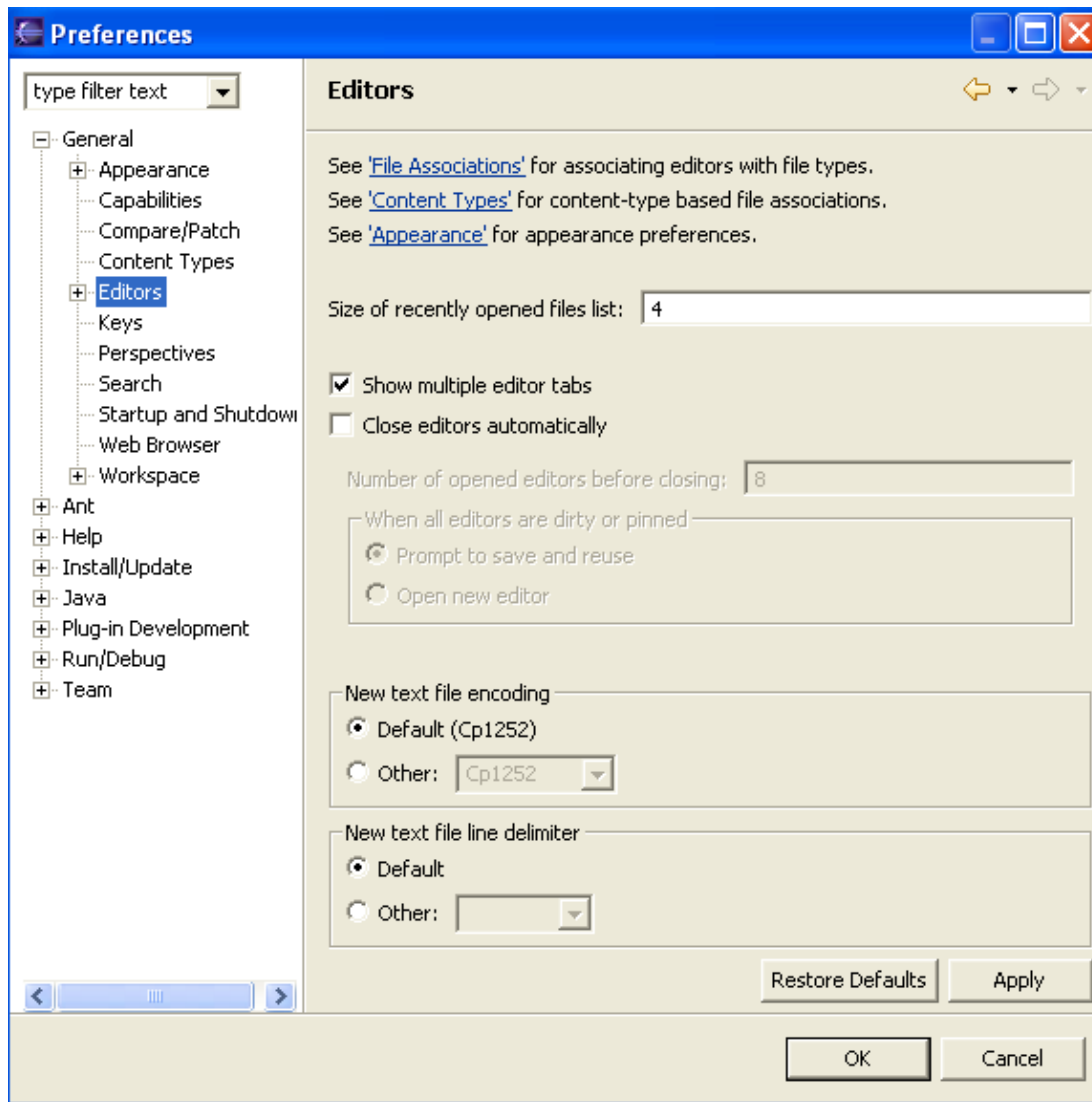 Preferences
type filter text
General
Appearance
Capabilities
Compare/Patch
Content Types
Editors
Keys
Perspectives
Search
Startup and Shutdow
Web Browser
Workspace
Ant
Help
Install/Update
Java
Plug-in Development
Run/Debug
Team
Editors
See 'File Associations' for associating editors with file types.
See 'Content Types' for content-type based file associations.
See 'Appearance' for appearance preferences.
Size of recently opened files list: 4
Show multiple editor tabs
Close editors automatically
Number of opened editors before closing: 8
When all editors are dirty or pinned
Prompt to save and reuse
Open new editor
New text file encoding
Default (Cp1252)
Other: Cp1252
New text file line delimiter
Default
Other:
Restore Defaults Apply
OK Cancel